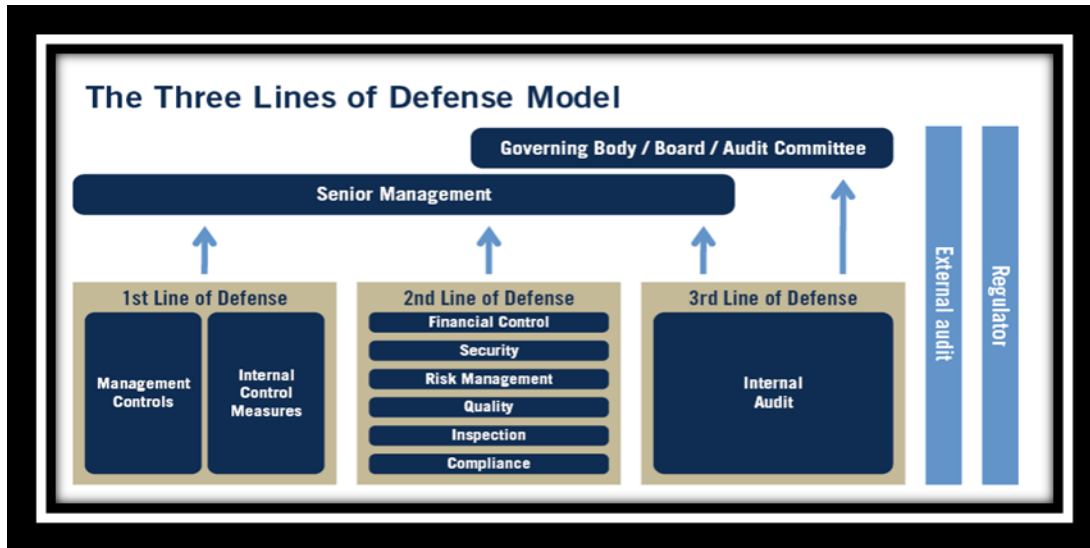 The Three Lines of Defense Model
Governing Body / Board / Audit Committee
Senior Management
1st Line of Defense
Management
Controls
Internal
Control
Measures
2nd Line of Defense
Financial Control
Security
Risk Management
Quality
Inspection
Compliance
3rd Line of Defense
Internal
Audit
External audit
Regulator